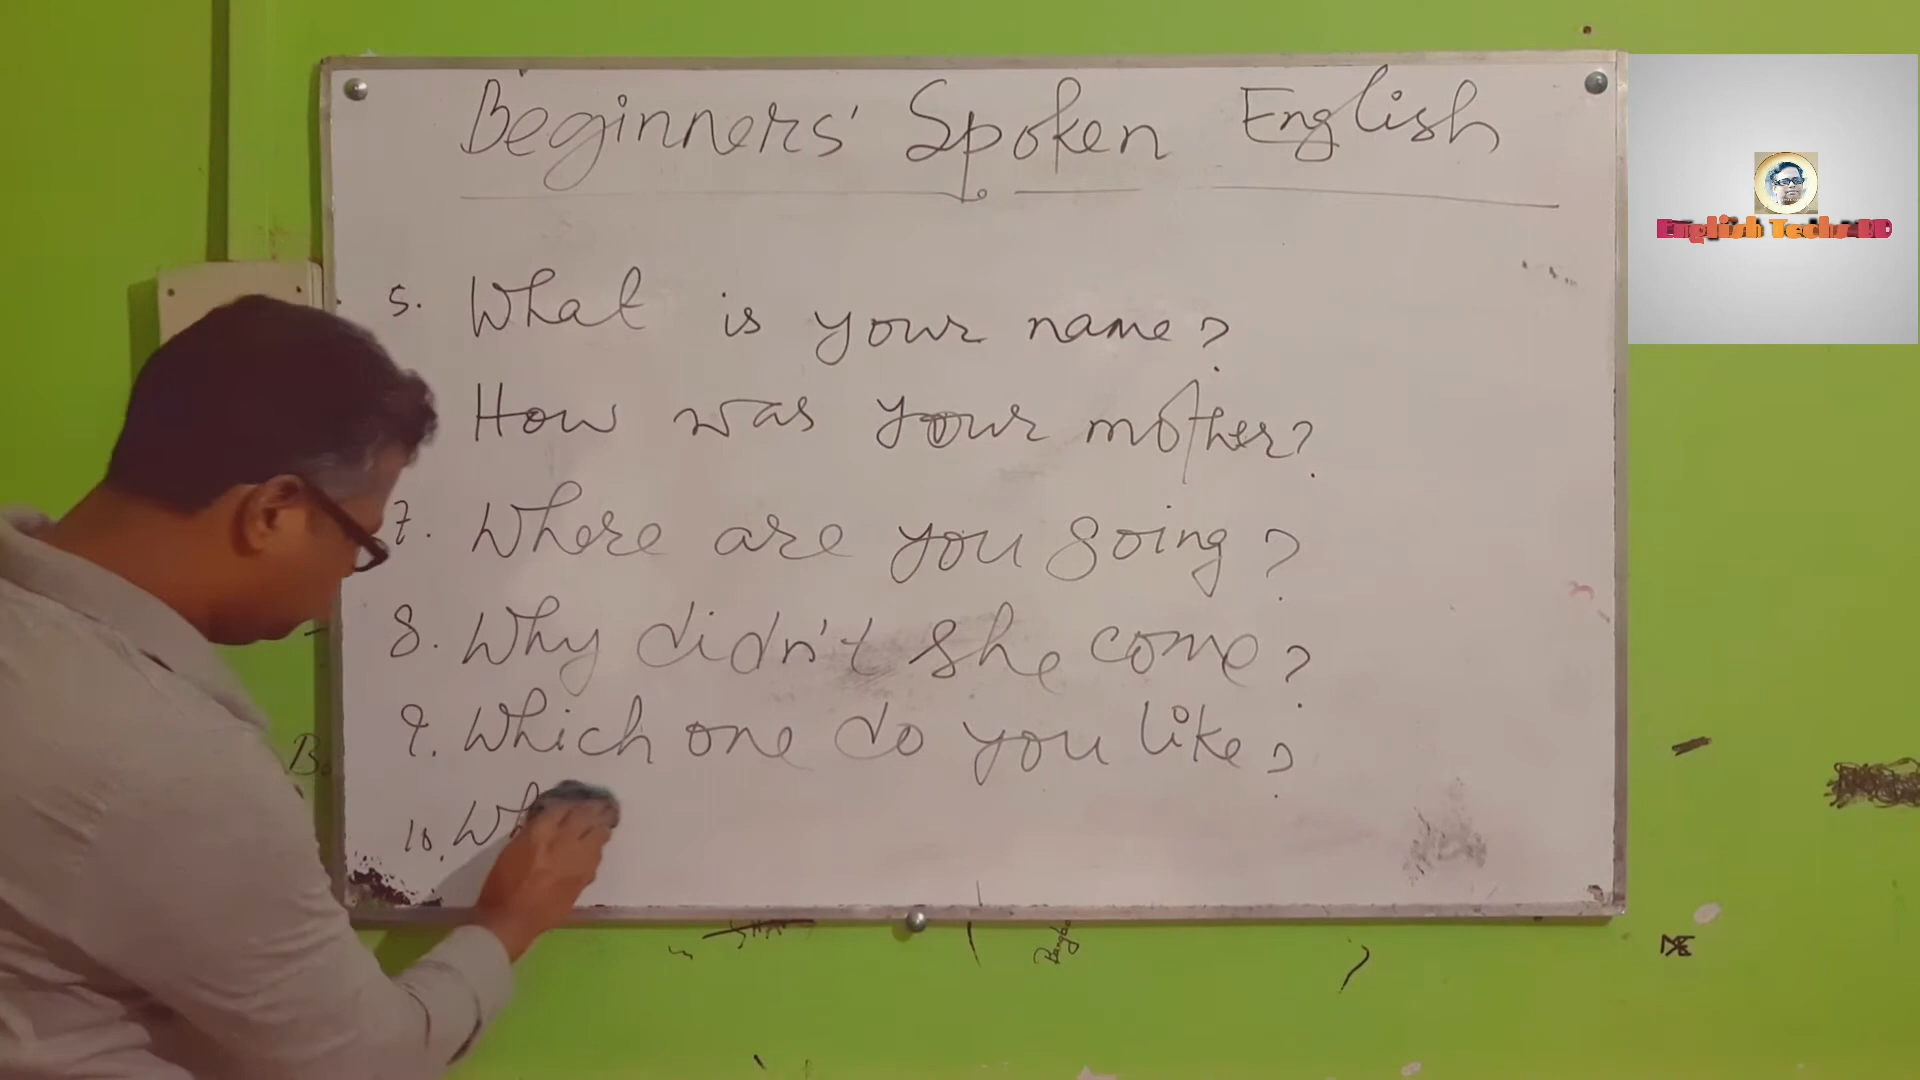 Beginners' Spoken English
English Techs BD
5. What is your name?
How was your mother?
7. Where are you going?
8. Why didn't she come?
9. Which one do you like?
10. Wh